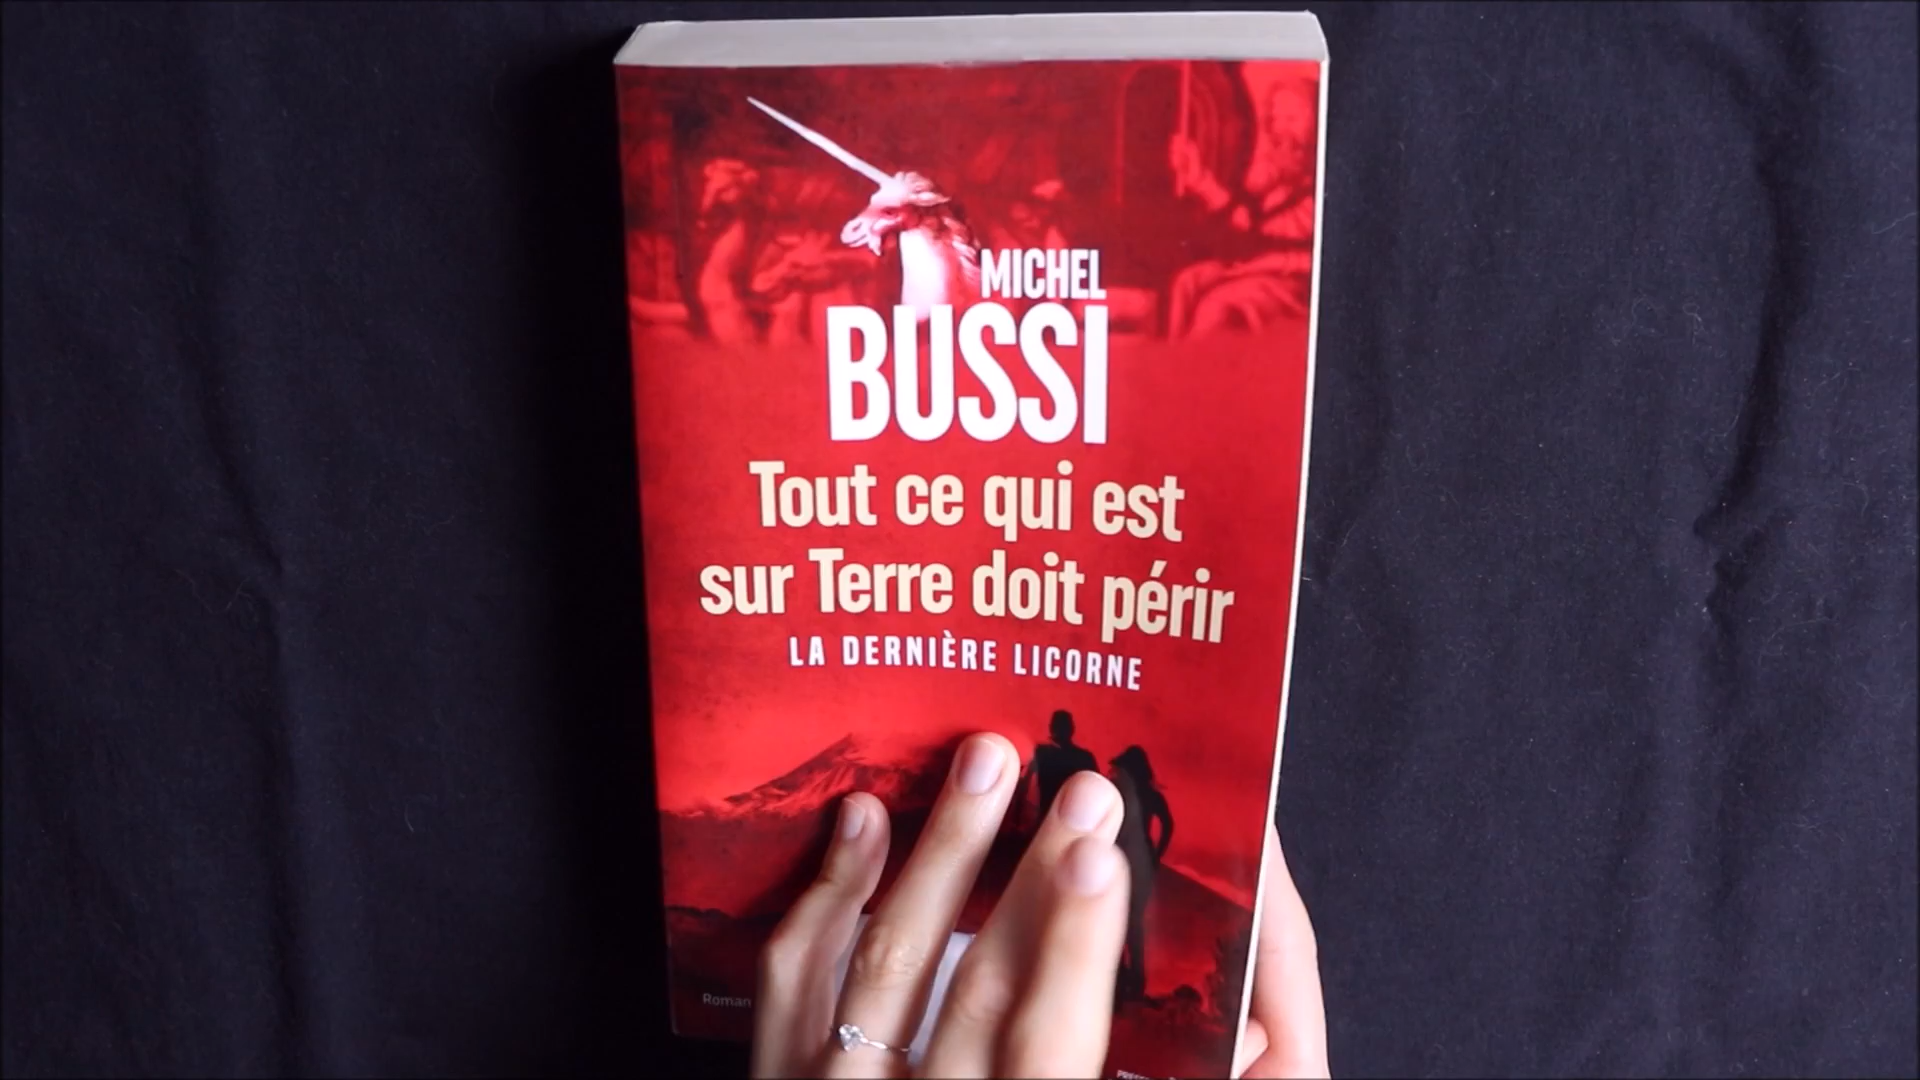 MICHEL
BUSSI
Tout ce qui est
sur Terre doit périr
LA DERNIÈRE LICORNE
Roman